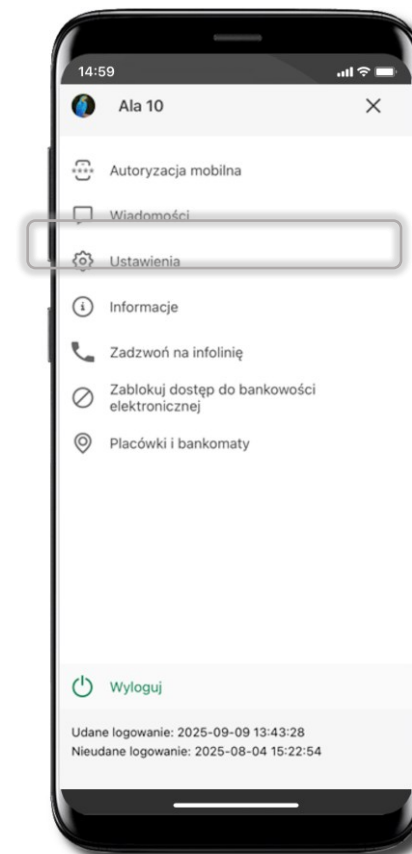 14:59
Ala 10
Autoryzacja mobilna
Wiadomości
Ustawienia
Informacje
Zadzwoń na infolinię
Zablokuj dostęp do bankowości
elektronicznej
Placówki i bankomaty
Wyloguj
Udane logowanie: 2025-09-09 13:43:28
Nieudane logowanie: 2025-08-04 15:22:54